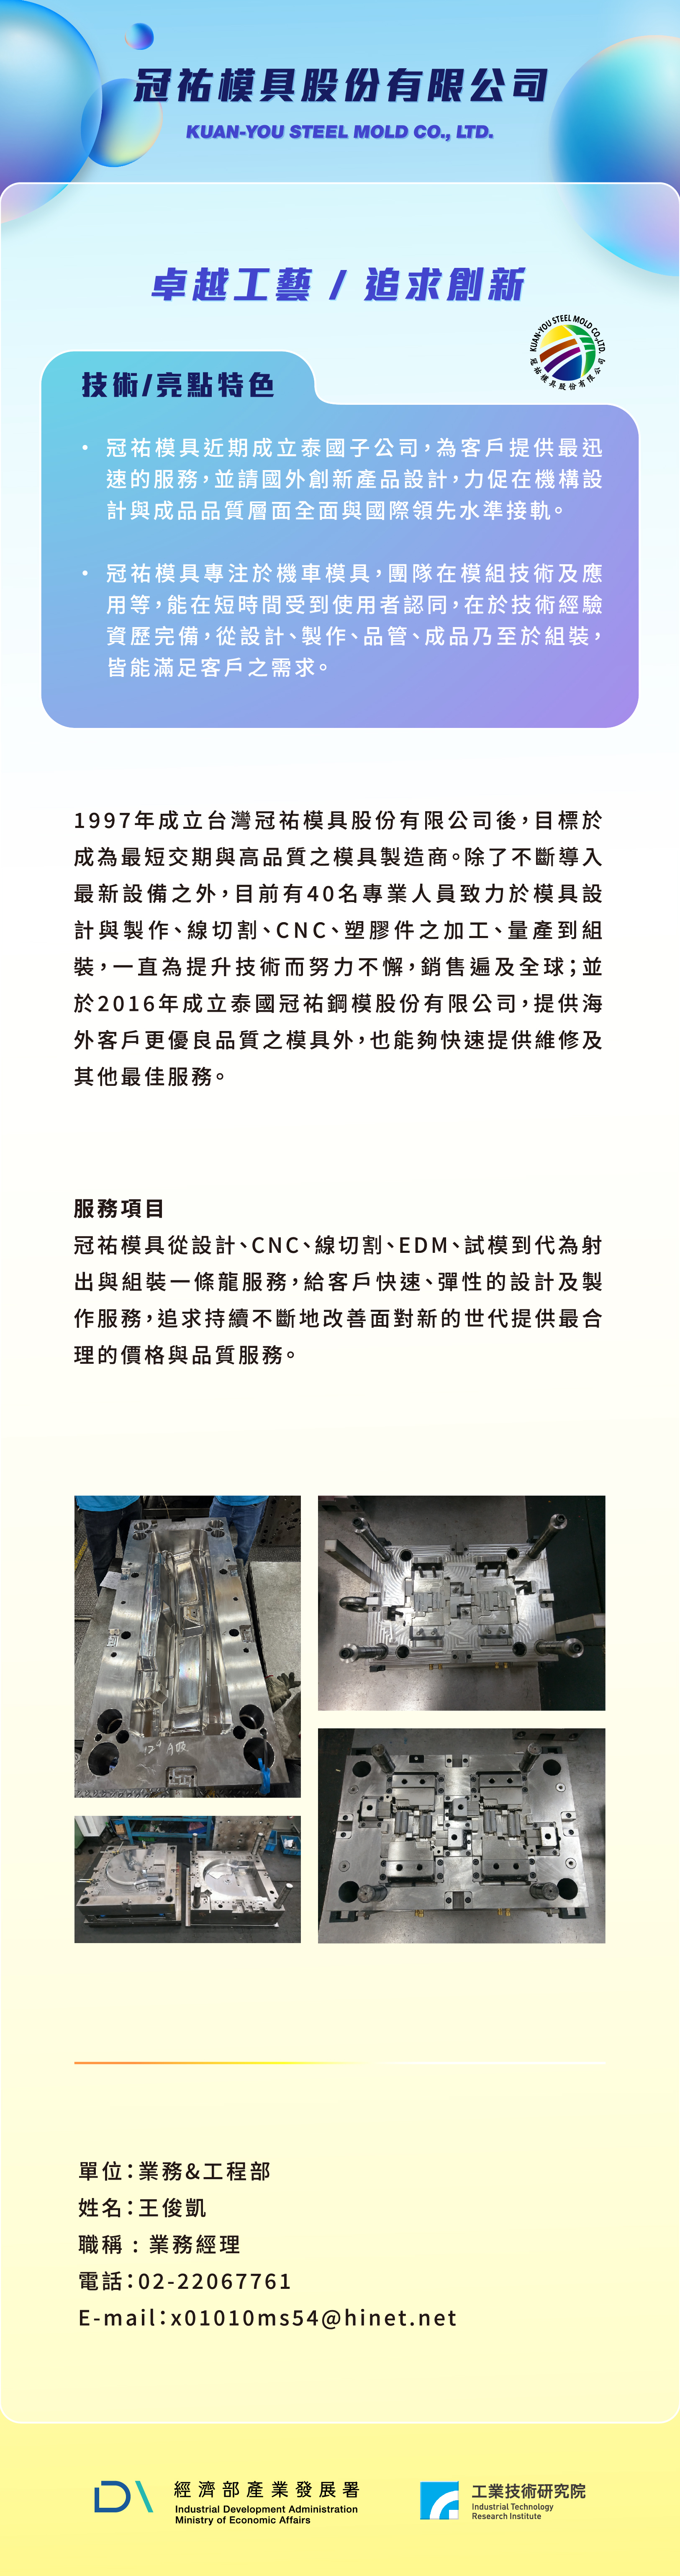 冠祐模具股份有限公司
KUAN-YOU STEEL MOLD CO., LTD.
卓越工藝 / 追求創新
KUAN-YOU STEEL MOLD CO.,LTD.
冠祐模具股份有限公司
技術/亮點特色
• 冠祐模具近期成立泰國子公司，為客戶提供最迅
速的服務，並請國外創新產品設計，力促在機構設
計與成品品質層面全面與國際領先水準接軌。
• 冠祐模具專注於機車模具，團隊在模組技術及應
用等，能在短時間受到使用者認同，在於技術經驗
資歷完備，從設計、製作、品管、成品乃至於組裝，
皆能滿足客戶之需求。
1997年成立台灣冠祐模具股份有限公司後，目標於
成為最短交期與高品質之模具製造商。除了不斷導入
最新設備之外，目前有40名專業人員致力於模具設
計與製作、線切割、CNC、塑膠件之加工、量產到組
裝，一直為提升技術而努力不懈，銷售遍及全球；並
於2016年成立泰國冠祐鋼模股份有限公司，提供海
外客戶更優良品質之模具外，也能夠快速提供維修及
其他最佳服務。
服務項目
冠祐模具從設計、CNC、線切割、EDM、試模到代為射
出與組裝一條龍服務，給客戶快速、彈性的設計及製
作服務，追求持續不斷地改善面對新的世代提供最合
理的價格與品質服務。
單位：業務&工程部
姓名：王俊凱
職稱：業務經理
電話：02-22067761
E-mail：x01010ms54@hinet.net
經濟部產業發展署
Industrial Development Administration
Ministry of Economic Affairs
工業技術研究院
Industrial Technology
Research Institute